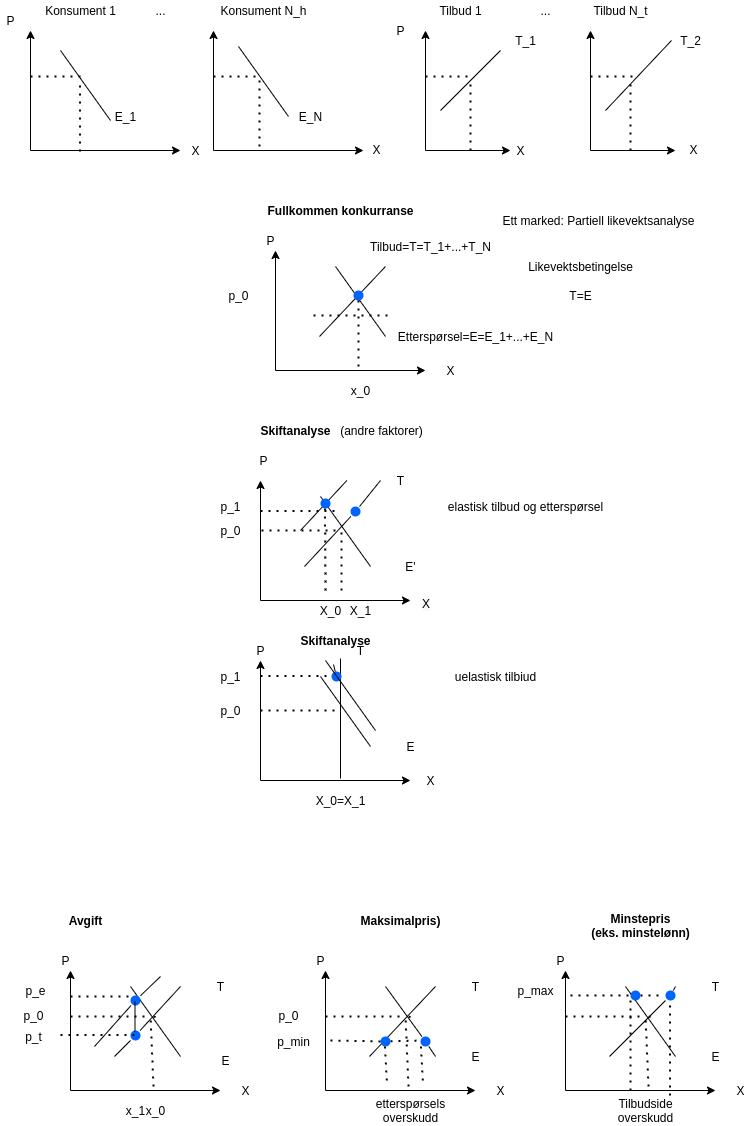 Konsument 1
...
Konsument N_h
Tilbud 1
...
Tilbud N_t
P
P
T_1
T_2
E_1
E_N
X
X
X
X
Fullkommen konkurranse
Ett marked: Partiell likevektsanalyse
P
Tilbud=T=T_1+...+T_N
Likevektsbetingelse
p_0
T=E
Etterspørsel=E=E_1+...+E_N
X
x_0
Skiftanalyse (andre faktorer)
P
T
p_1
elastisk tilbud og etterspørsel
p_0
E'
X
X_0 X_1
Skiftanalyse
P
T
p_1
uelastisk tilbiud
p_0
E
X
X_0=X_1
Avgift
P
T
p_e
p_0
p_t
E
X
x_1x_0
Maksimalpris)
P
T
p_0
p_min
E
X
etterspørsels
overskudd
Minstepris
(eks. minstelønn)
P
T
p_max
E
X
Tilbudside
overskudd